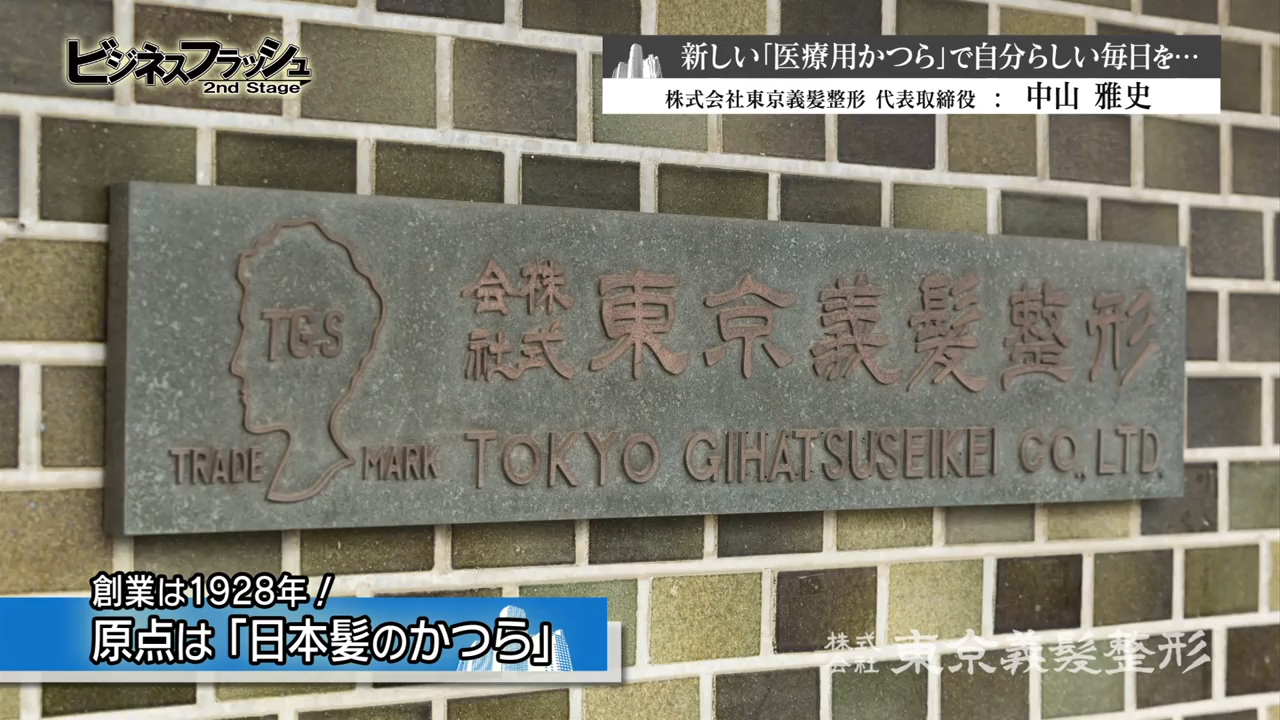 ビジネスフラッシュ
2nd Stage
新しい「医療用かつら」で自分らしい毎日を…
株式会社東京義髪整形 代表取締役 : 中山 雅史
TGS
TRADE MARK
株式会社 東京義髪整形
TOKYO GIHATSUSEIKEI CO., LTD.
創業は1928年!
原点は「日本髪のかつら」
株式会社 東京義髪整形